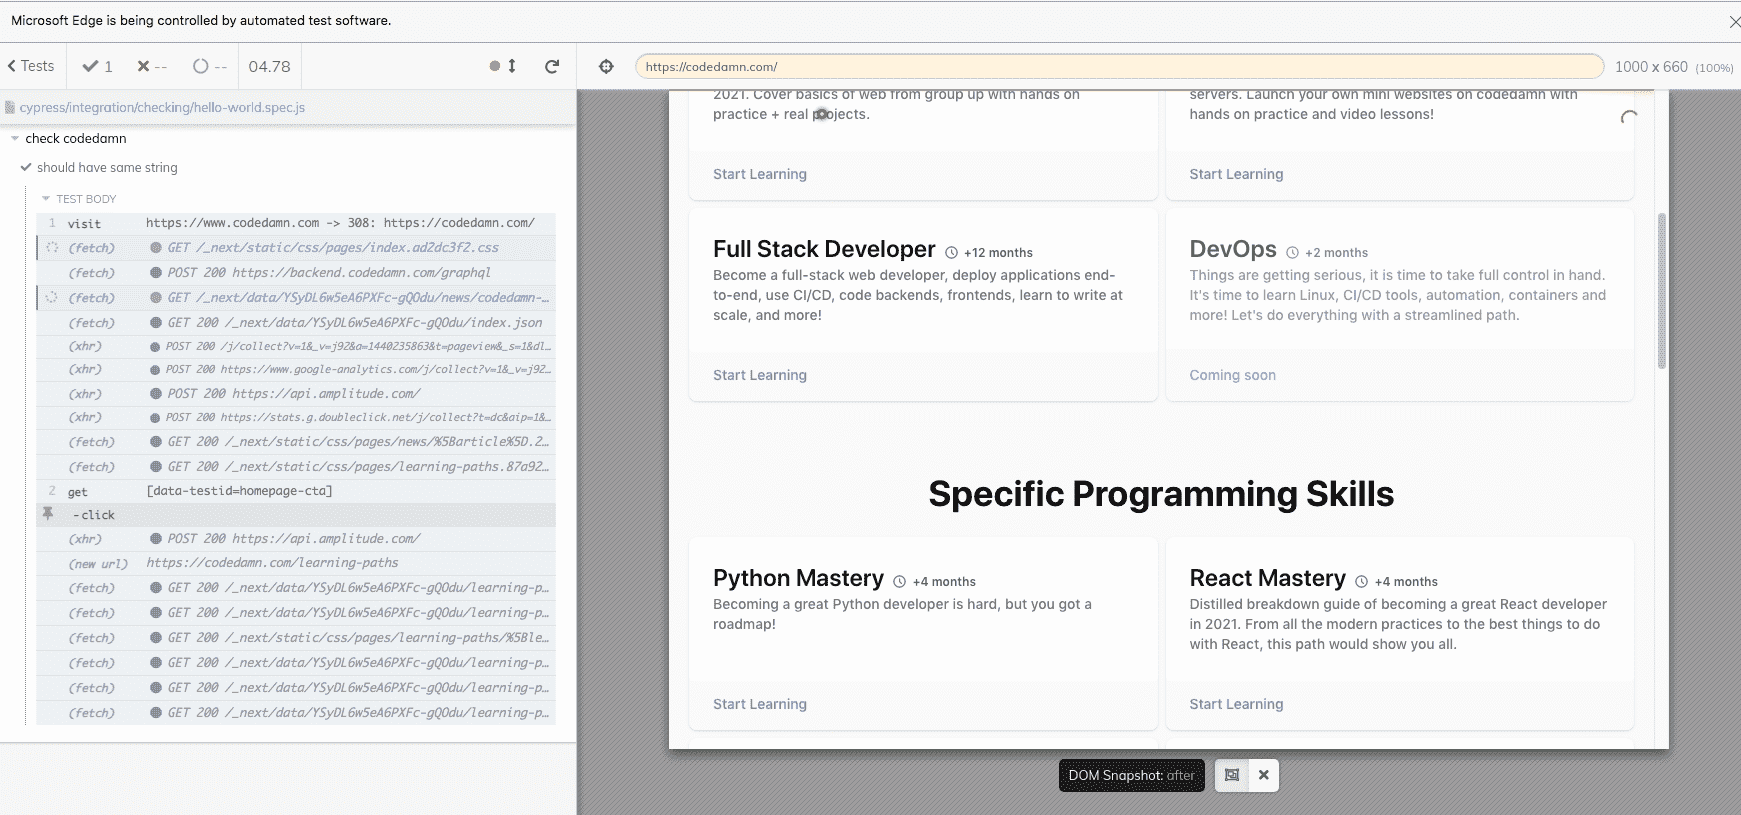 Microsoft Edge is being controlled by automated test software.
Tests 1 -- -- 04.78
https://codedamn.com/ 1000 x 660 (100%)
cypress/integration/checking/hello-world.spec.js
check codedamn
should have same string
TEST BODY
1 visit https://www.codedamn.com -> 308: https://codedamn.com/
(fetch) GET /_next/static/css/pages/index.ad2dc3f2.css
(fetch) POST 200 https://backend.codedamn.com/graphql
(fetch) GET /_next/data/YSyDL6w5eA6PXFc-gQOdu/news/codedamn-…
(fetch) GET 200 /_next/data/YSyDL6w5eA6PXFc-gQOdu/index.json
(xhr) POST 200 /j/collect?v=1&_v=j92&a=1440235863&t=pageview&_s=1&dl…
(xhr) POST 200 https://www.google-analytics.com/j/collect?v=1&_v=j92…
(xhr) POST 200 https://api.amplitude.com/
(xhr) POST 200 https://stats.g.doubleclick.net/j/collect?t=dc&aip=1&…
(fetch) GET 200 /_next/static/css/pages/news/%5Barticle%5D.2…
(fetch) GET 200 /_next/static/css/pages/learning-paths.87a92…
2 get [data-testid=homepage-cta]
-click
(xhr) POST 200 https://api.amplitude.com/
(new url) https://codedamn.com/learning-paths
(fetch) GET 200 /_next/data/YSyDL6w5eA6PXFc-gQOdu/learning-p…
(fetch) GET 200 /_next/data/YSyDL6w5eA6PXFc-gQOdu/learning-p…
(fetch) GET 200 /_next/static/css/pages/learning-paths/%5Ble…
(fetch) GET 200 /_next/data/YSyDL6w5eA6PXFc-gQOdu/learning-p…
(fetch) GET 200 /_next/data/YSyDL6w5eA6PXFc-gQOdu/learning-p…
(fetch) GET 200 /_next/data/YSyDL6w5eA6PXFc-gQOdu/learning-p…
2021. Cover basics of web from group up with hands on
practice + real projects.
Start Learning
servers. Launch your own mini websites on codedamn with
hands on practice and video lessons!
Start Learning
Full Stack Developer +12 months
Become a full-stack web developer, deploy applications end-
to-end, use CI/CD, code backends, frontends, learn to write at
scale, and more!
Start Learning
DevOps +2 months
Things are getting serious, it is time to take full control in hand.
It's time to learn Linux, CI/CD tools, automation, containers and
more! Let's do everything with a streamlined path.
Coming soon
Specific Programming Skills
Python Mastery +4 months
Becoming a great Python developer is hard, but you got a
roadmap!
Start Learning
React Mastery +4 months
Distilled breakdown guide of becoming a great React developer
in 2021. From all the modern practices to the best things to do
with React, this path would show you all.
Start Learning
DOM Snapshot: after